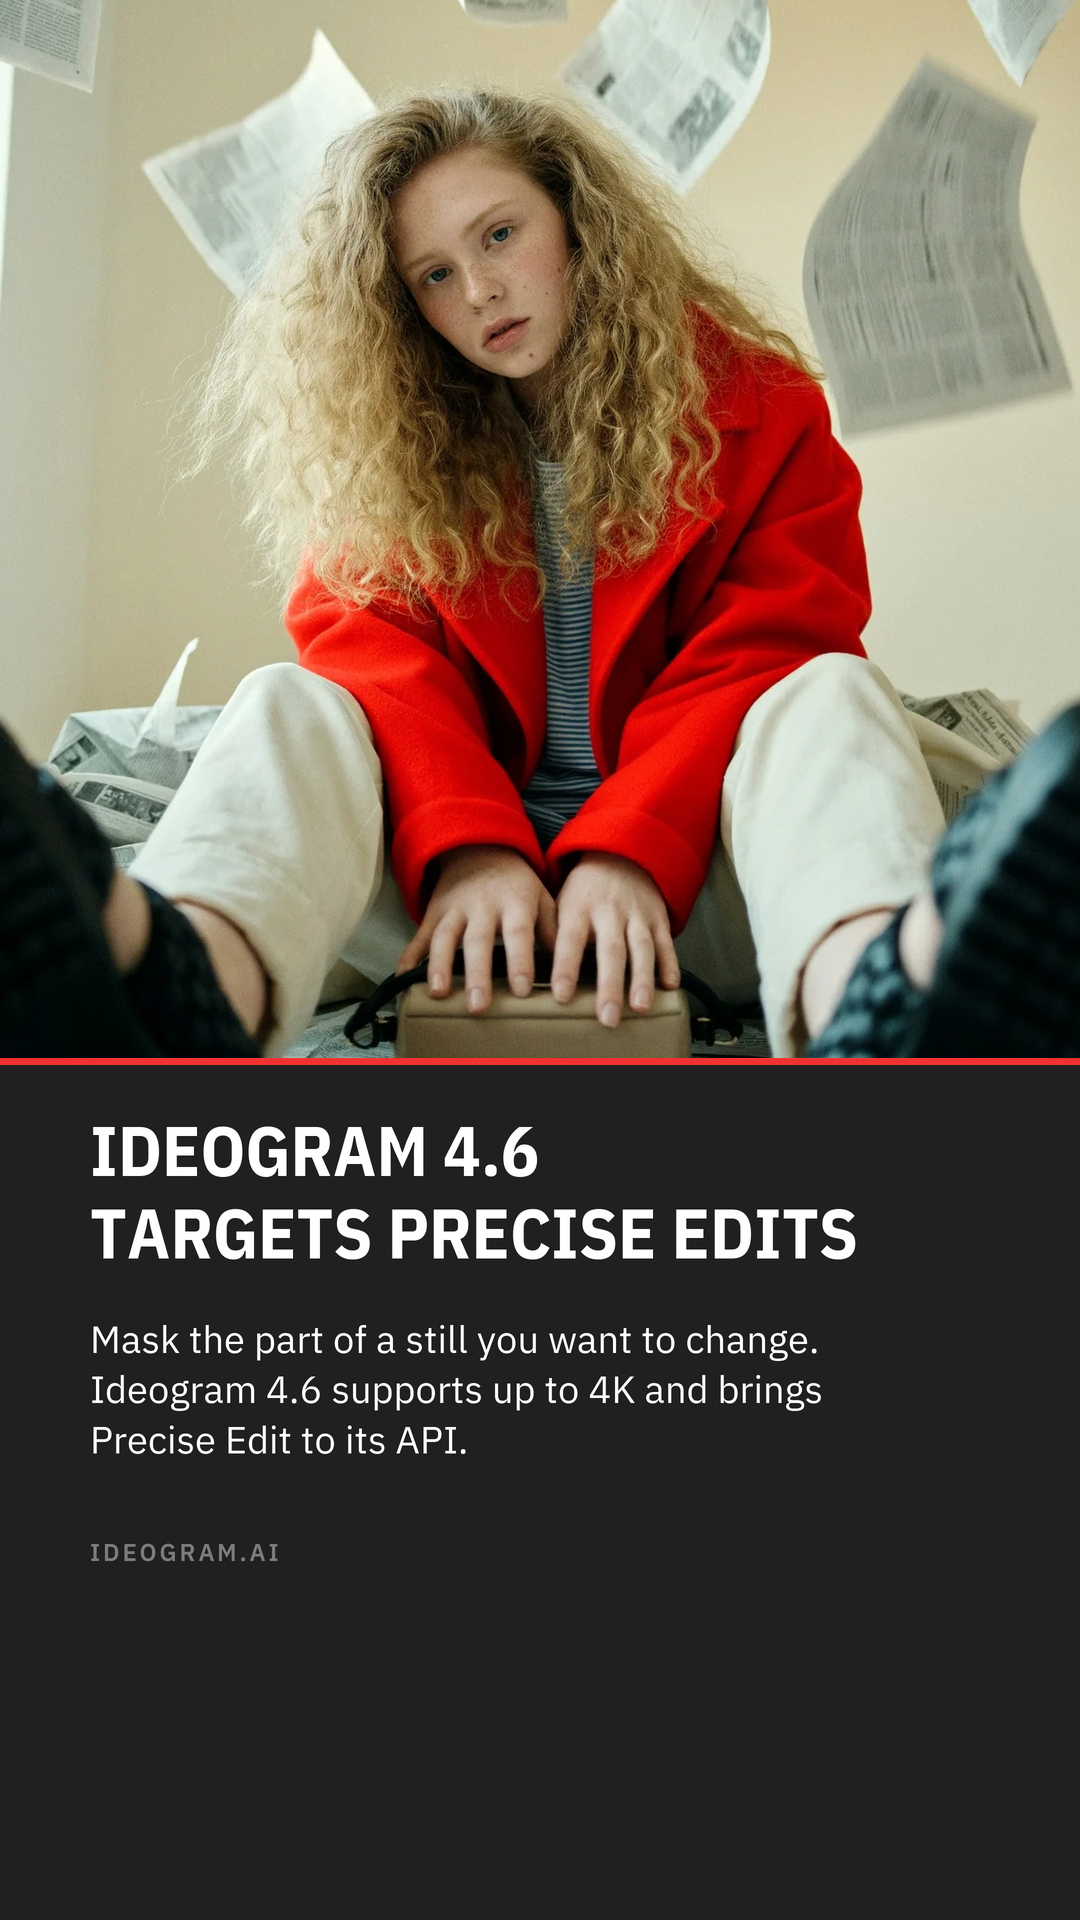 IDEOGRAM 4.6
TARGETS PRECISE EDITS
Mask the part of a still you want to change.
Ideogram 4.6 supports up to 4K and brings
Precise Edit to its API.
IDEOGRAM.AI